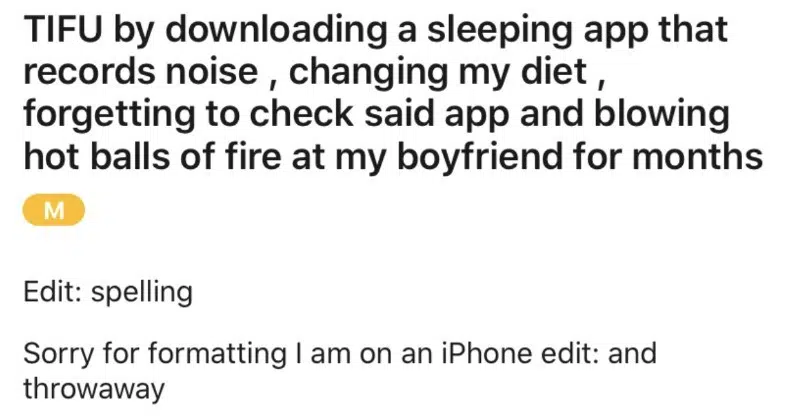 TIFU by downloading a sleeping app that
records noise , changing my diet ,
forgetting to check said app and blowing
hot balls of fire at my boyfriend for months
M
Edit: spelling
Sorry for formatting I am on an iPhone edit: and
throwaway